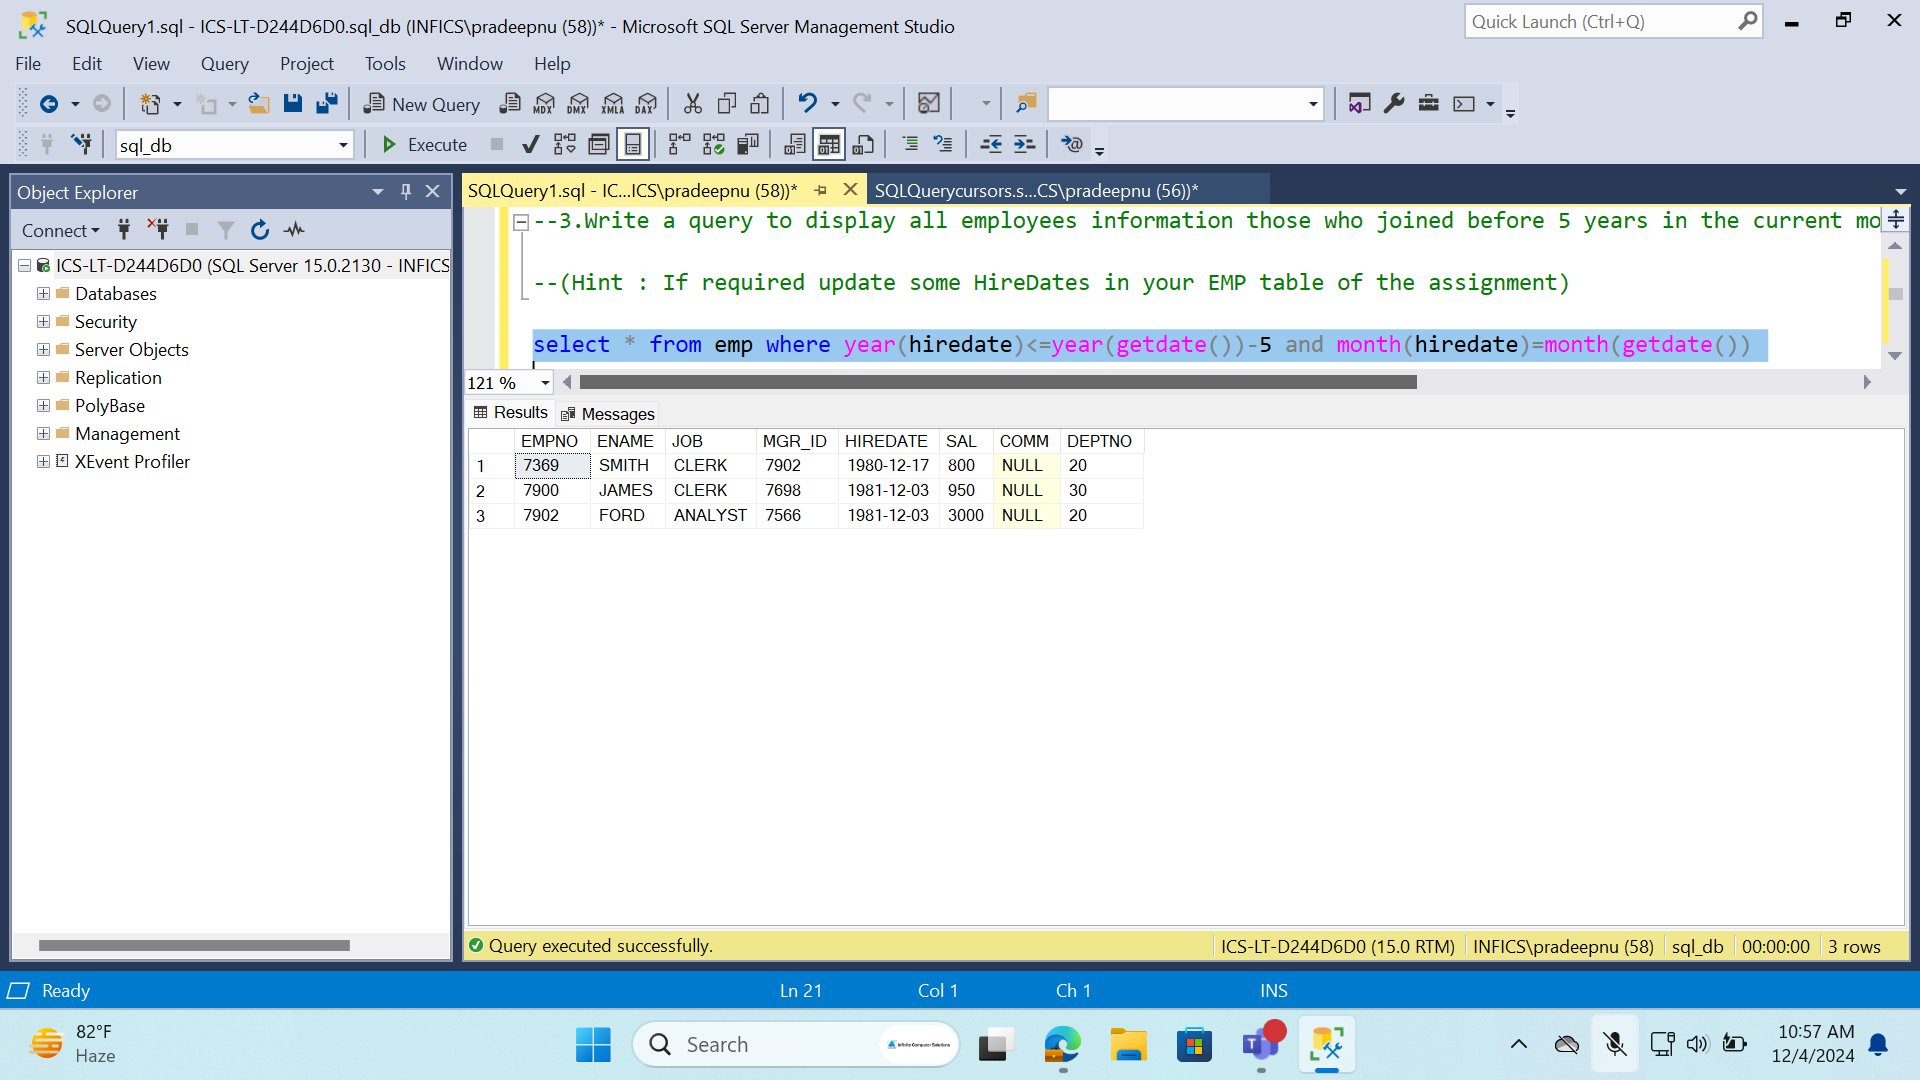 SQLQuery1.sql - ICS-LT-D244D6D0.sql_db (INFICS\pradeepnu (58))* - Microsoft SQL Server Management Studio
Quick Launch (Ctrl+Q)
File Edit View Query Project Tools Window Help
New Query MDX DMX XMLA DAX
sql_db Execute
Object Explorer
Connect
ICS-LT-D244D6D0 (SQL Server 15.0.2130 - INFICS
Databases
Security
Server Objects
Replication
PolyBase
Management
XEvent Profiler
SQLQuery1.sql - IC...ICS\pradeepnu (58))* SQLQuerycursors.s...CS\pradeepnu (56))*
--3.Write a query to display all employees information those who joined before 5 years in the current mo
--(Hint : If required update some HireDates in your EMP table of the assignment)
select * from emp where year(hiredate)<=year(getdate())-5 and month(hiredate)=month(getdate())
121 %
Results Messages
EMPNO ENAME JOB MGR_ID HIREDATE SAL COMM DEPTNO
1 7369 SMITH CLERK 7902 1980-12-17 800 NULL 20
2 7900 JAMES CLERK 7698 1981-12-03 950 NULL 30
3 7902 FORD ANALYST 7566 1981-12-03 3000 NULL 20
Query executed successfully. ICS-LT-D244D6D0 (15.0 RTM) INFICS\pradeepnu (58) sql_db 00:00:00 3 rows
Ready Ln 21 Col 1 Ch 1 INS
82°F
Haze
Search
Infinite Computer Solutions
10:57 AM
12/4/2024